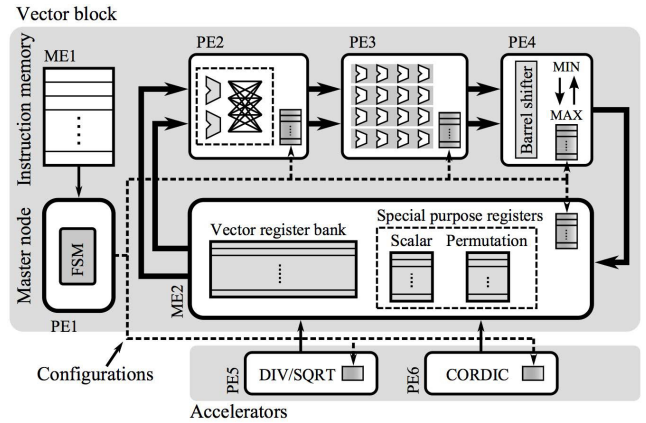 Vector block
Instruction memory
ME1
PE2
PE3
PE4
Barrel shifter
MIN
MAX
Master node
FSM
PE1
ME2
Vector register bank
Special purpose registers
Scalar
Permutation
Configurations
PE5
DIV/SQRT
PE6
CORDIC
Accelerators